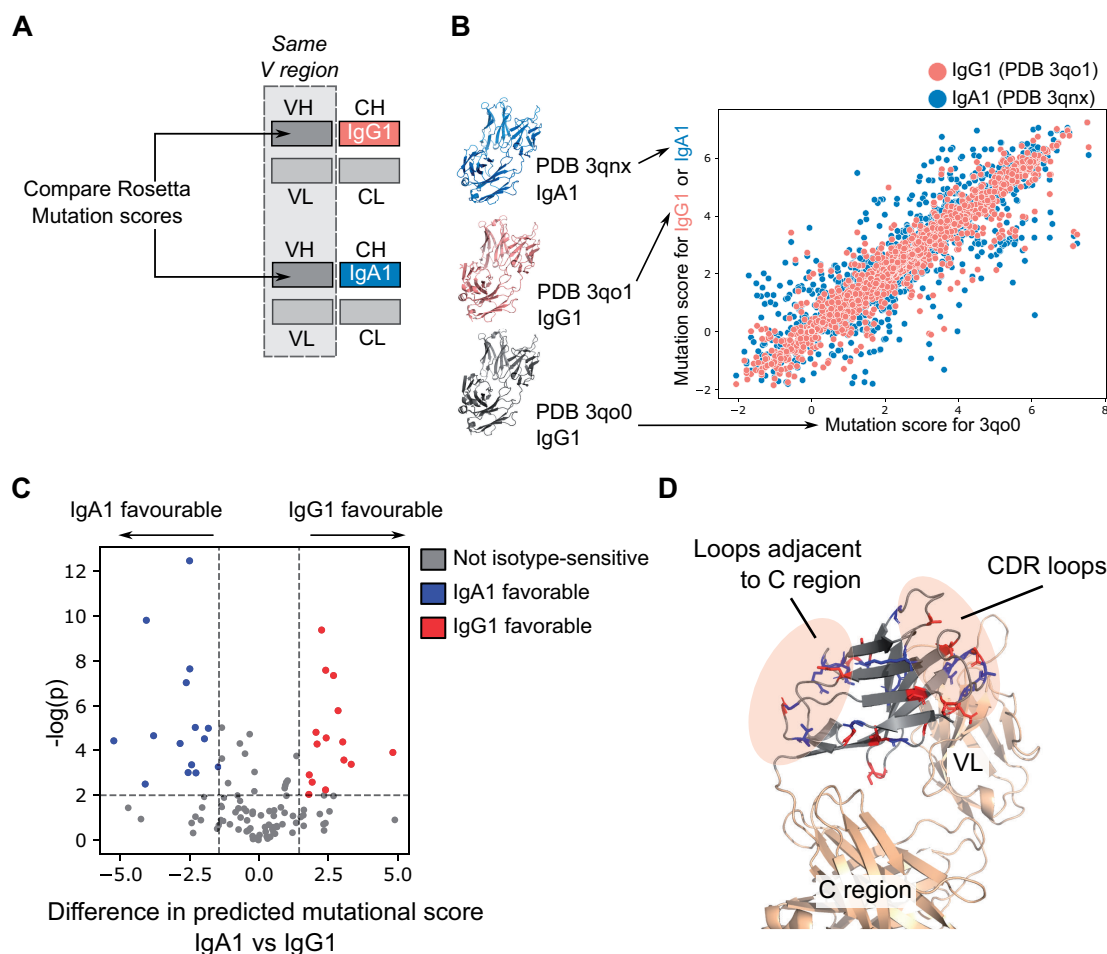 A
Same
V region
VH
CH
IgG1
VL
CL
Compare Rosetta
Mutation scores
VH
CH
IgA1
VL
CL
B
IgG1 (PDB 3qo1)
IgA1 (PDB 3qnx)
PDB 3qnx
IgA1
PDB 3qo1
IgG1
PDB 3qo0
IgG1
Mutation score for IgG1 or IgA1
6
4
2
0
−2
−2
0
2
4
6
8
Mutation score for 3qo0
C
IgA1 favourable
IgG1 favourable
Not isotype-sensitive
IgA1 favorable
IgG1 favorable
-log(p)
12
10
8
6
4
2
0
−5.0
−2.5
0.0
2.5
5.0
Difference in predicted mutational score
IgA1 vs IgG1
D
Loops adjacent
to C region
CDR loops
VL
C region